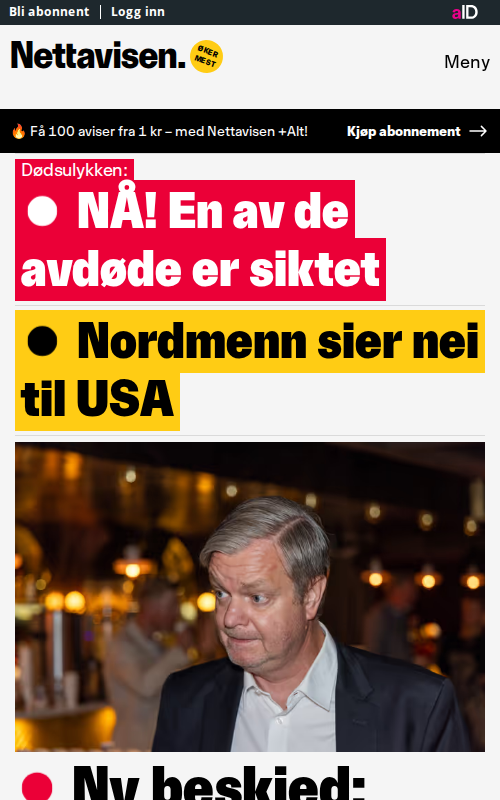 Bli abonnent | Logg inn
aID
Nettavisen.
ØKER
MEST
Meny
🔥 Få 100 aviser fra 1 kr – med Nettavisen +Alt!
Kjøp abonnement →
Dødsulykken:
● NÅ! En av de
avdøde er siktet
● Nordmenn sier nei
til USA
● Ny beskjed: